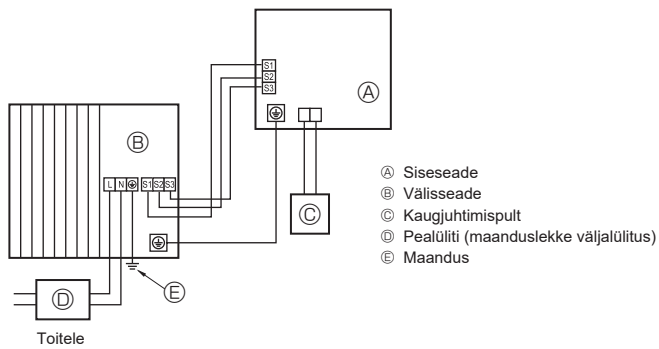 S1
S2
S3
Ⓐ
Ⓑ
L N S1 S2 S3
Ⓒ
Ⓐ Siseseade
Ⓑ Välisseade
Ⓒ Kaugjuhtimispult
Ⓓ Pealüliti (maanduslekke väljalülitus)
Ⓔ Maandus
Ⓓ
Ⓔ
Toitele